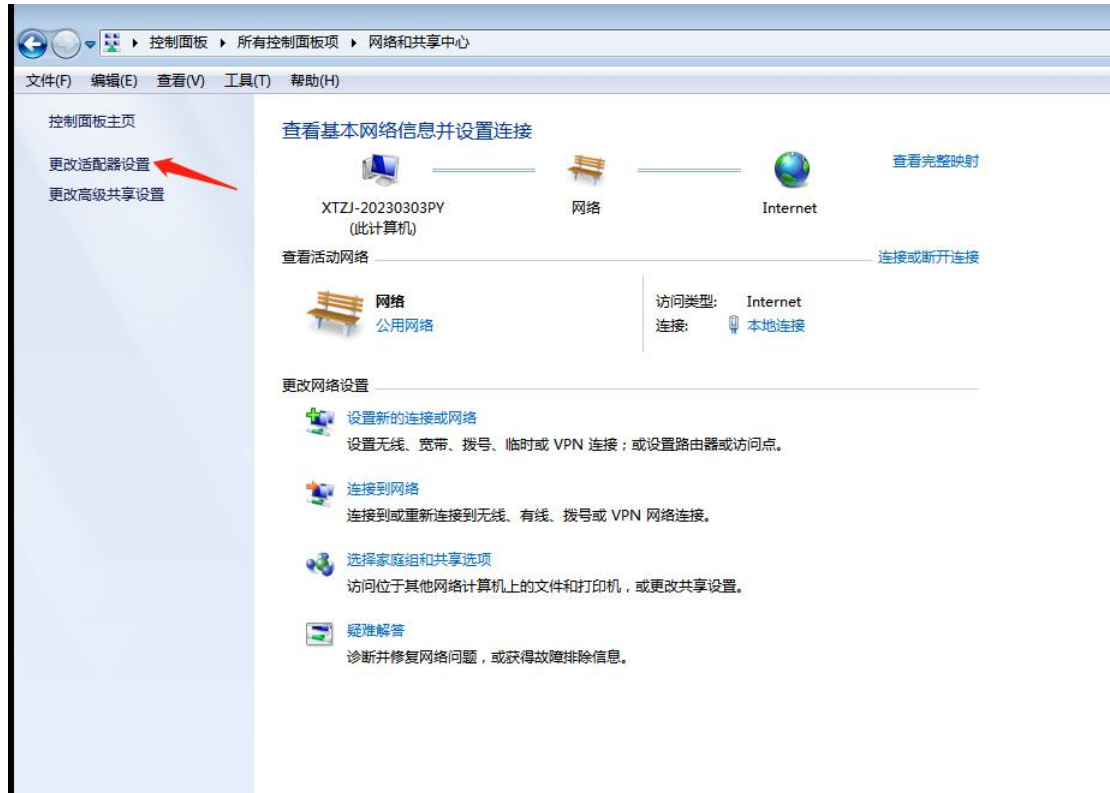 控制面板 ▸ 所有控制面板项 ▸ 网络和共享中心
文件(F) 编辑(E) 查看(V) 工具(T) 帮助(H)
控制面板主页
更改适配器设置
更改高级共享设置
查看基本网络信息并设置连接
查看完整映射
XTZJ-20230303PY
(此计算机)
网络
Internet
查看活动网络
连接或断开连接
网络
公用网络
访问类型: Internet
连接: 本地连接
更改网络设置
设置新的连接或网络
设置无线、宽带、拨号、临时或 VPN 连接；或设置路由器或访问点。
连接到网络
连接到或重新连接到无线、有线、拨号或 VPN 网络连接。
选择家庭组和共享选项
访问位于其他网络计算机上的文件和打印机，或更改共享设置。
疑难解答
诊断并修复网络问题，或获得故障排除信息。